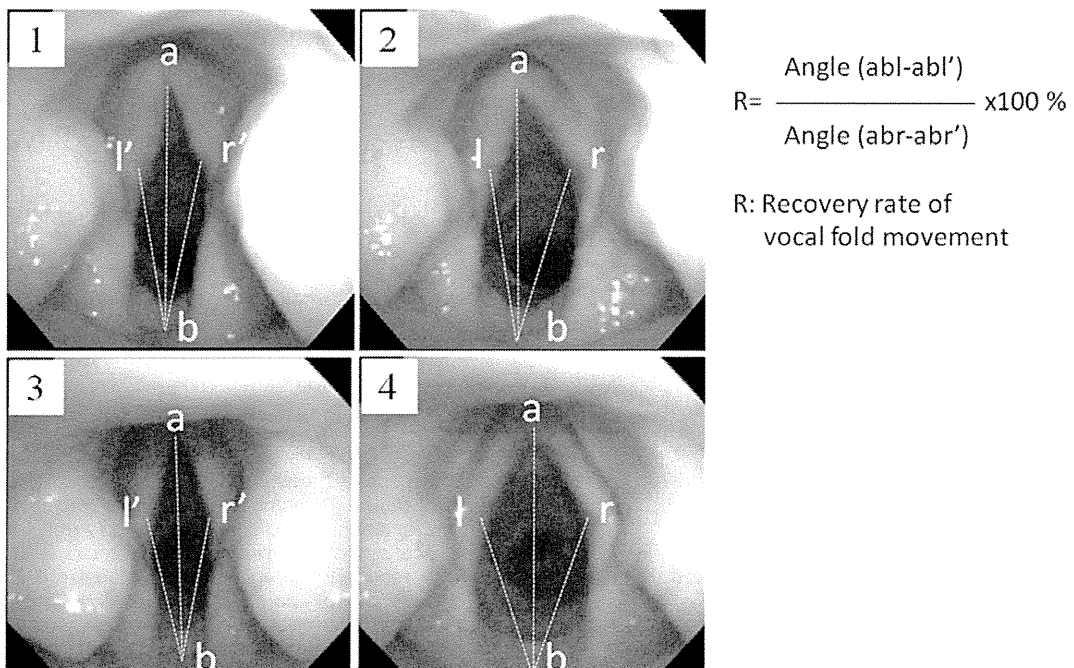 1
a
l’
r’
b
2
a
l
r
b
3
a
l’
r’
b
4
a
l
r
b
Angle (abl-abl’)
R= x100 %
Angle (abr-abr’)
R: Recovery rate of
vocal fold movement